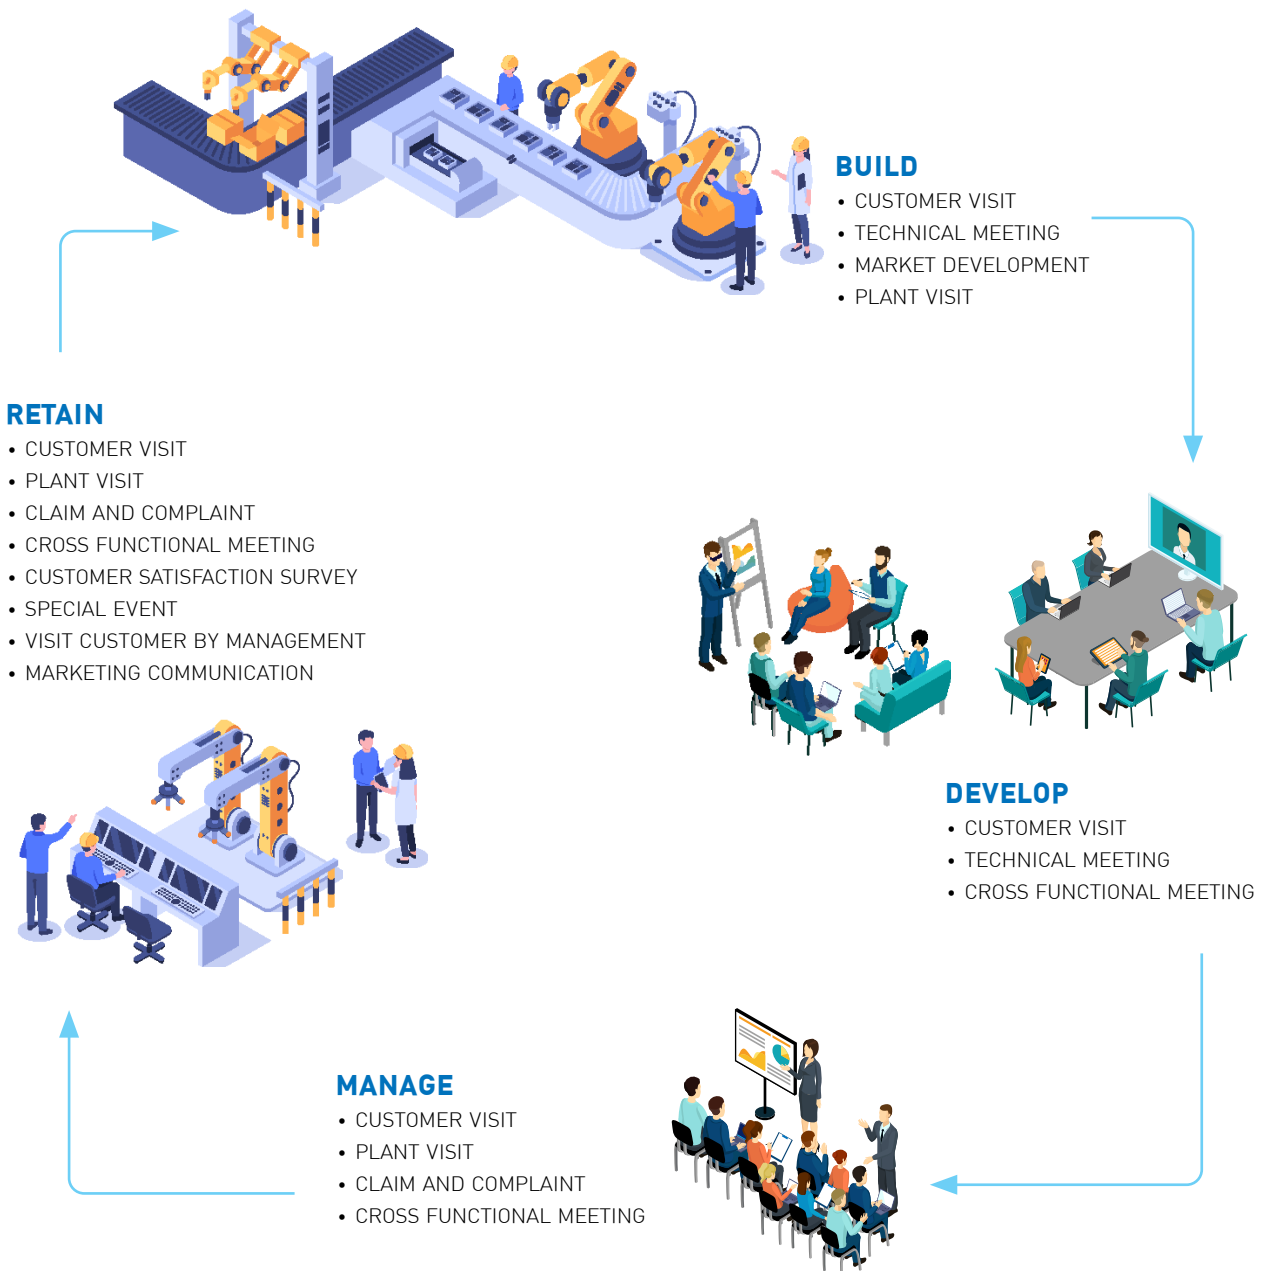 BUILD
• CUSTOMER VISIT
• TECHNICAL MEETING
• MARKET DEVELOPMENT
• PLANT VISIT
RETAIN
• CUSTOMER VISIT
• PLANT VISIT
• CLAIM AND COMPLAINT
• CROSS FUNCTIONAL MEETING
• CUSTOMER SATISFACTION SURVEY
• SPECIAL EVENT
• VISIT CUSTOMER BY MANAGEMENT
• MARKETING COMMUNICATION
DEVELOP
• CUSTOMER VISIT
• TECHNICAL MEETING
• CROSS FUNCTIONAL MEETING
MANAGE
• CUSTOMER VISIT
• PLANT VISIT
• CLAIM AND COMPLAINT
• CROSS FUNCTIONAL MEETING